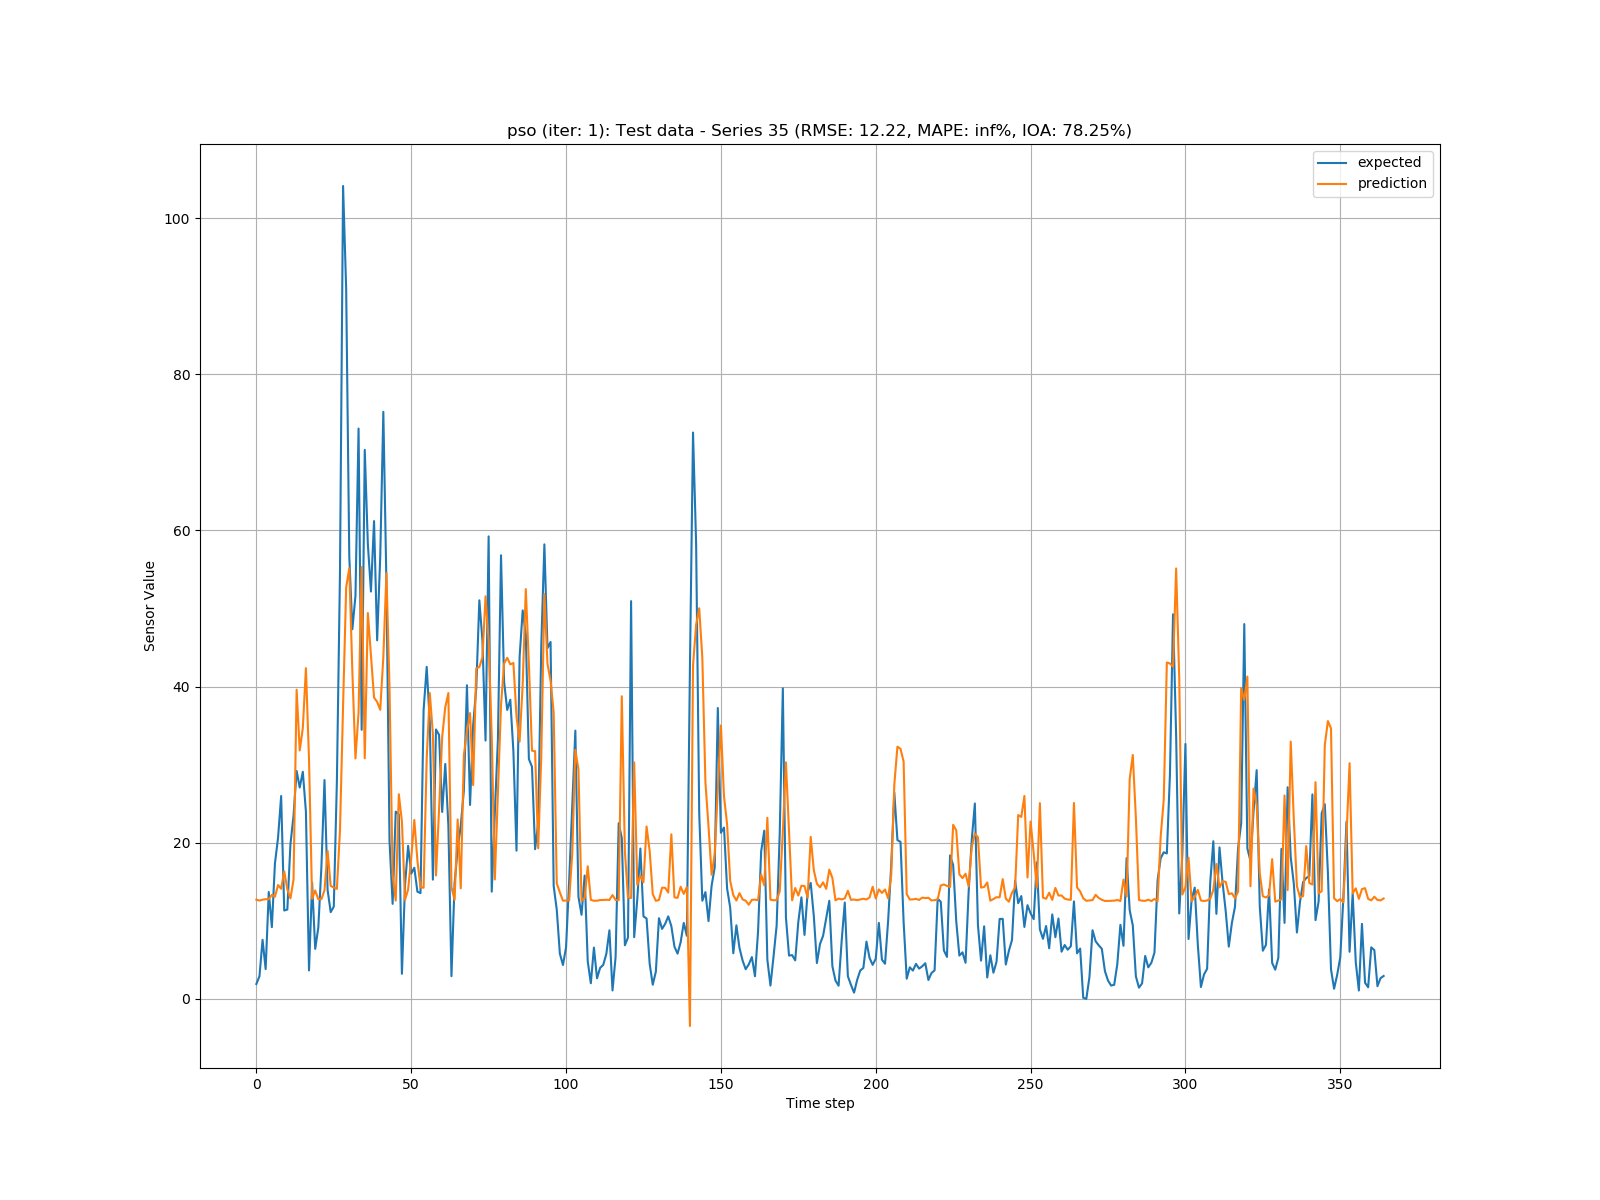 pso (iter: 1): Test data - Series 35 (RMSE: 12.22, MAPE: inf%, IOA: 78.25%)
expected
prediction
100
80
60
40
20
0
Sensor Value
0 50 100 150 200 250 300 350
Time step